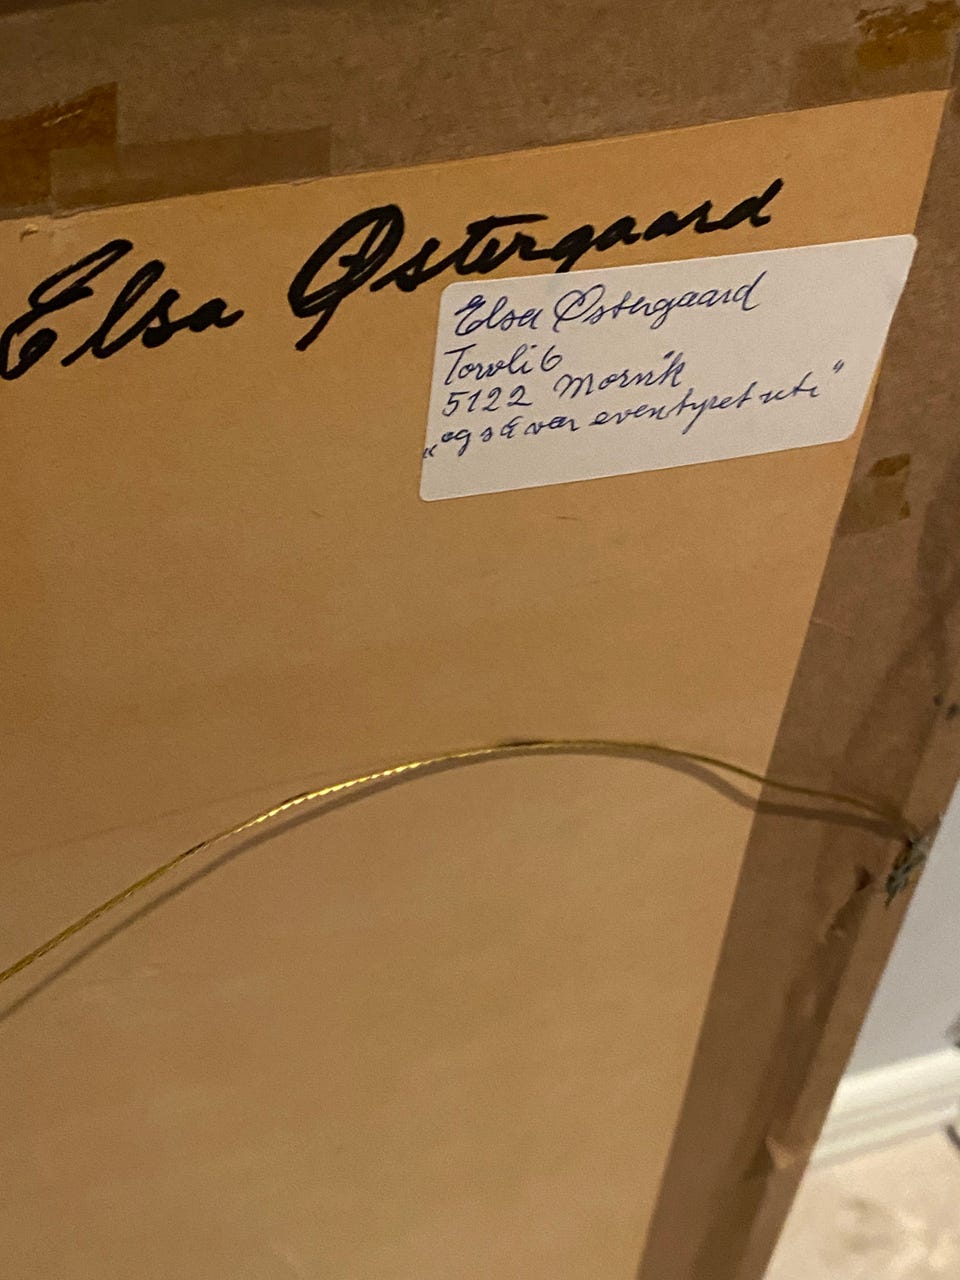 Elsa Østergaard
Elsa Østergaard
Torvli 6
5122 Morvik
„og så var eventyret ute"